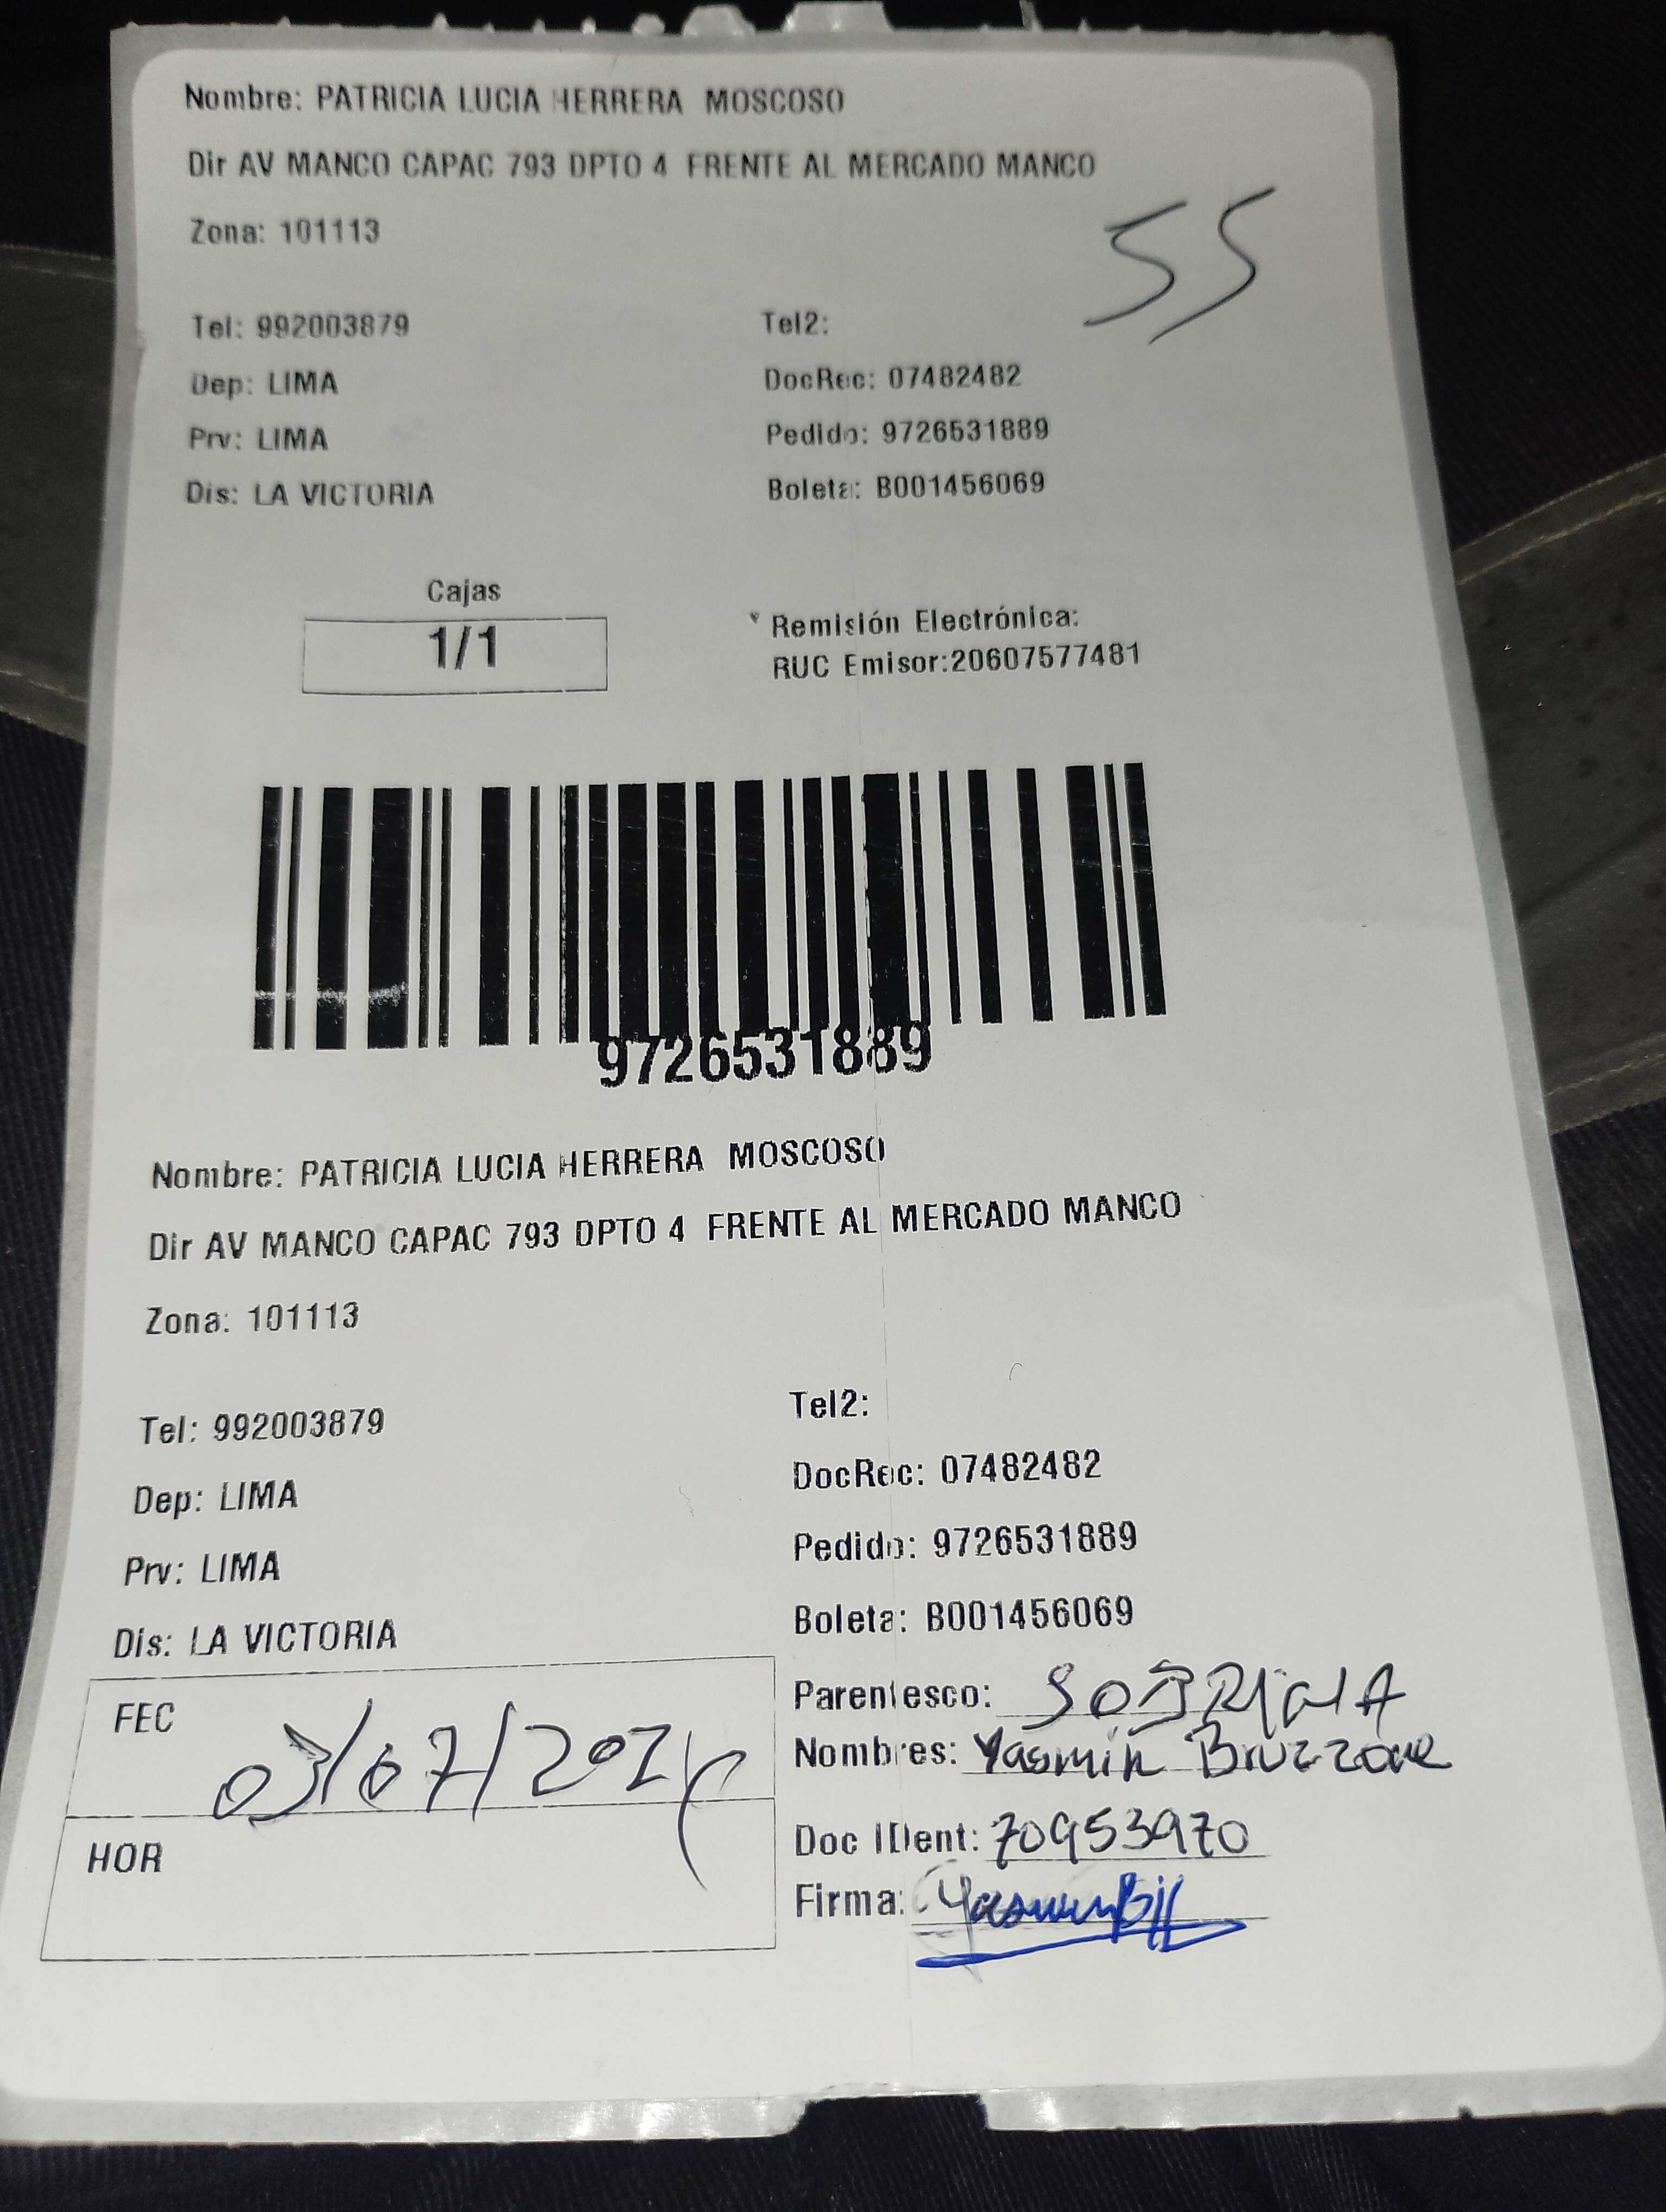 Nombre: PATRICIA LUCIA HERRERA MOSCOSO
Dir AV MANCO CAPAC 793 DPTO 4 FRENTE AL MERCADO MANCO
55
Zona: 101113
Tel: 992003879 Tel2:
Dep: LIMA DocRec: 07482482
Prv: LIMA Pedido: 9726531889
Dis: LA VICTORIA Boleta: B001456069
Cajas
1/1
Remisión Electrónica:
RUC Emisor:20607577481
9726531889
Nombre: PATRICIA LUCIA HERRERA MOSCOSO
Dir AV MANCO CAPAC 793 DPTO 4 FRENTE AL MERCADO MANCO
Zona: 101113
Tel: 992003879 Tel2:
Dep: LIMA DocRec: 07482482
Prv: LIMA Pedido: 9726531889
Dis: LA VICTORIA Boleta: B001456069
FEC 03/07/2024
HOR
Parentesco: SOBRINA
Nombres: Yasmin Bruzzone
Doc IDent: 70953970
Firma: